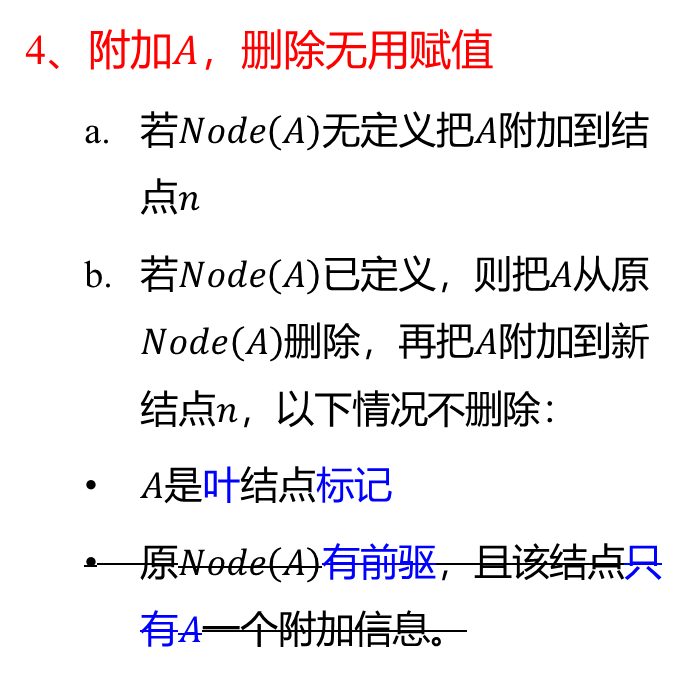 4、附加A，删除无用赋值
a. 若Node(A)无定义把A附加到结
点n
b. 若Node(A)已定义，则把A从原
Node(A)删除，再把A附加到新
结点n，以下情况不删除：
• A是叶结点标记
• 原Node(A)有前驱，且该结点只
有A一个附加信息。